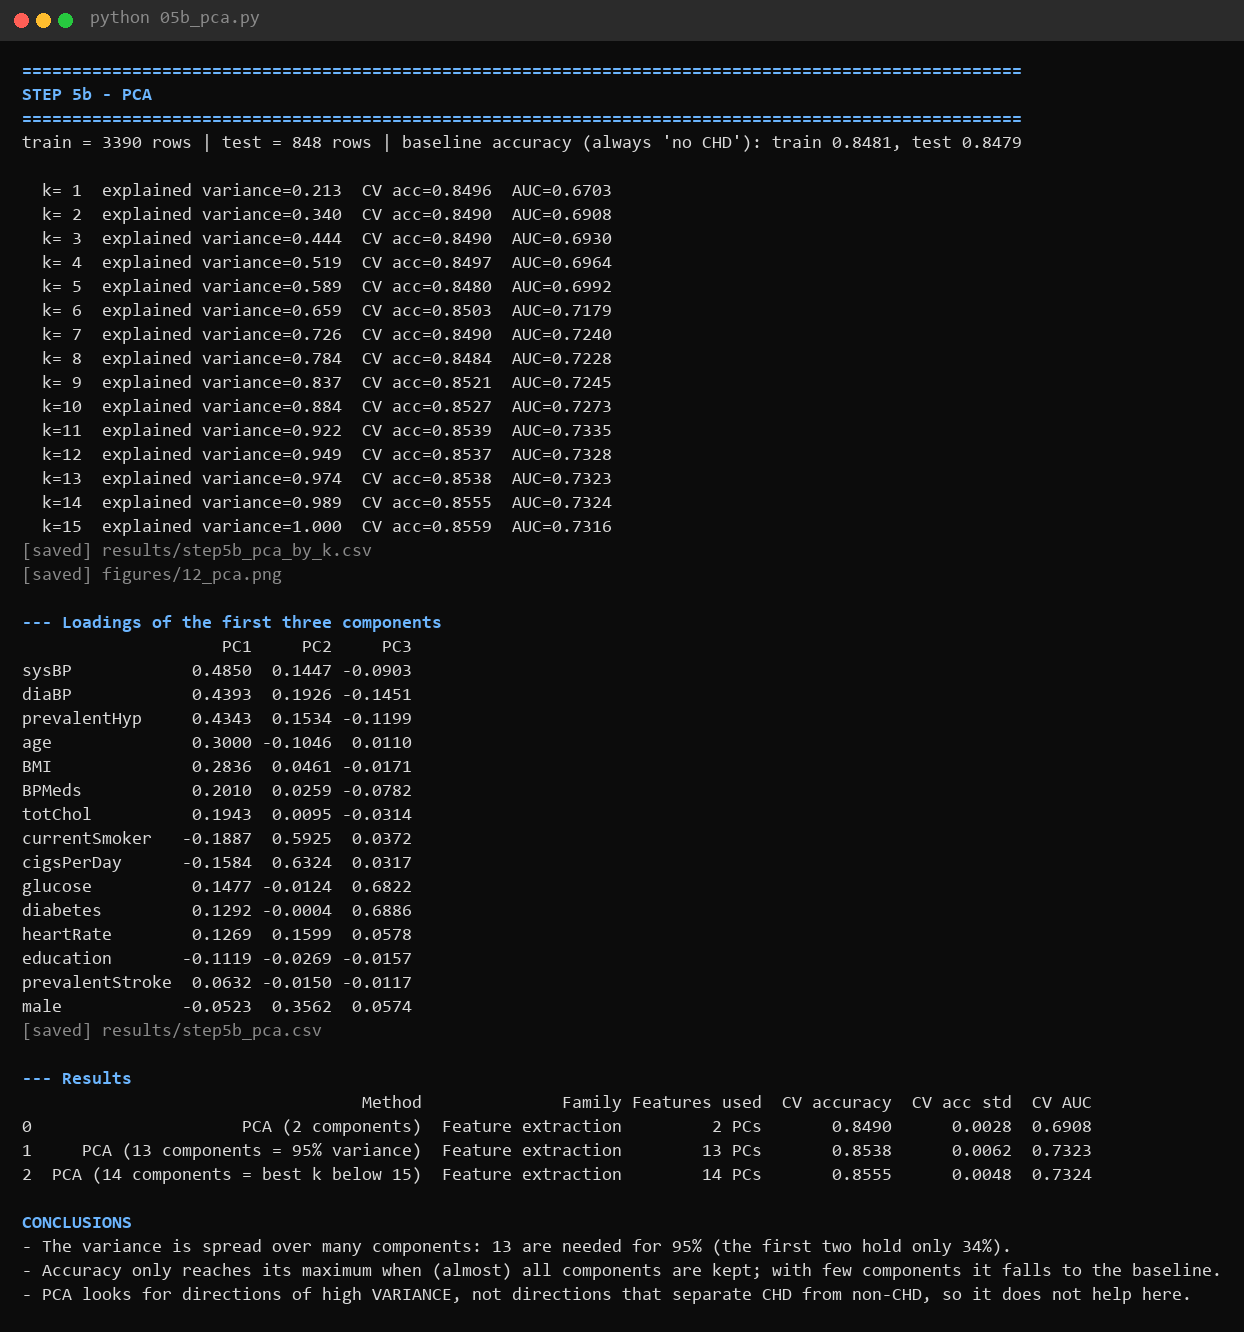 python 05b_pca.py
====================================================================================================
STEP 5b - PCA
====================================================================================================
train = 3390 rows | test = 848 rows | baseline accuracy (always 'no CHD'): train 0.8481, test 0.8479
  k= 1  explained variance=0.213  CV acc=0.8496  AUC=0.6703
  k= 2  explained variance=0.340  CV acc=0.8490  AUC=0.6908
  k= 3  explained variance=0.444  CV acc=0.8490  AUC=0.6930
  k= 4  explained variance=0.519  CV acc=0.8497  AUC=0.6964
  k= 5  explained variance=0.589  CV acc=0.8480  AUC=0.6992
  k= 6  explained variance=0.659  CV acc=0.8503  AUC=0.7179
  k= 7  explained variance=0.726  CV acc=0.8490  AUC=0.7240
  k= 8  explained variance=0.784  CV acc=0.8484  AUC=0.7228
  k= 9  explained variance=0.837  CV acc=0.8521  AUC=0.7245
  k=10  explained variance=0.884  CV acc=0.8527  AUC=0.7273
  k=11  explained variance=0.922  CV acc=0.8539  AUC=0.7335
  k=12  explained variance=0.949  CV acc=0.8537  AUC=0.7328
  k=13  explained variance=0.974  CV acc=0.8538  AUC=0.7323
  k=14  explained variance=0.989  CV acc=0.8555  AUC=0.7324
  k=15  explained variance=1.000  CV acc=0.8559  AUC=0.7316
[saved] results/step5b_pca_by_k.csv
[saved] figures/12_pca.png
--- Loadings of the first three components
                    PC1     PC2     PC3
sysBP            0.4850  0.1447 -0.0903
diaBP            0.4393  0.1926 -0.1451
prevalentHyp     0.4343  0.1534 -0.1199
age              0.3000 -0.1046  0.0110
BMI              0.2836  0.0461 -0.0171
BPMeds           0.2010  0.0259 -0.0782
totChol          0.1943  0.0095 -0.0314
currentSmoker   -0.1887  0.5925  0.0372
cigsPerDay      -0.1584  0.6324  0.0317
glucose          0.1477 -0.0124  0.6822
diabetes         0.1292 -0.0004  0.6886
heartRate        0.1269  0.1599  0.0578
education       -0.1119 -0.0269 -0.0157
prevalentStroke  0.0632 -0.0150 -0.0117
male            -0.0523  0.3562  0.0574
[saved] results/step5b_pca.csv
--- Results
                                  Method              Family Features used  CV accuracy  CV acc std  CV AUC
0                     PCA (2 components)  Feature extraction         2 PCs       0.8490      0.0028  0.6908
1     PCA (13 components = 95% variance)  Feature extraction        13 PCs       0.8538      0.0062  0.7323
2  PCA (14 components = best k below 15)  Feature extraction        14 PCs       0.8555      0.0048  0.7324
CONCLUSIONS
- The variance is spread over many components: 13 are needed for 95% (the first two hold only 34%).
- Accuracy only reaches its maximum when (almost) all components are kept; with few components it falls to the baseline.
- PCA looks for directions of high VARIANCE, not directions that separate CHD from non-CHD, so it does not help here.